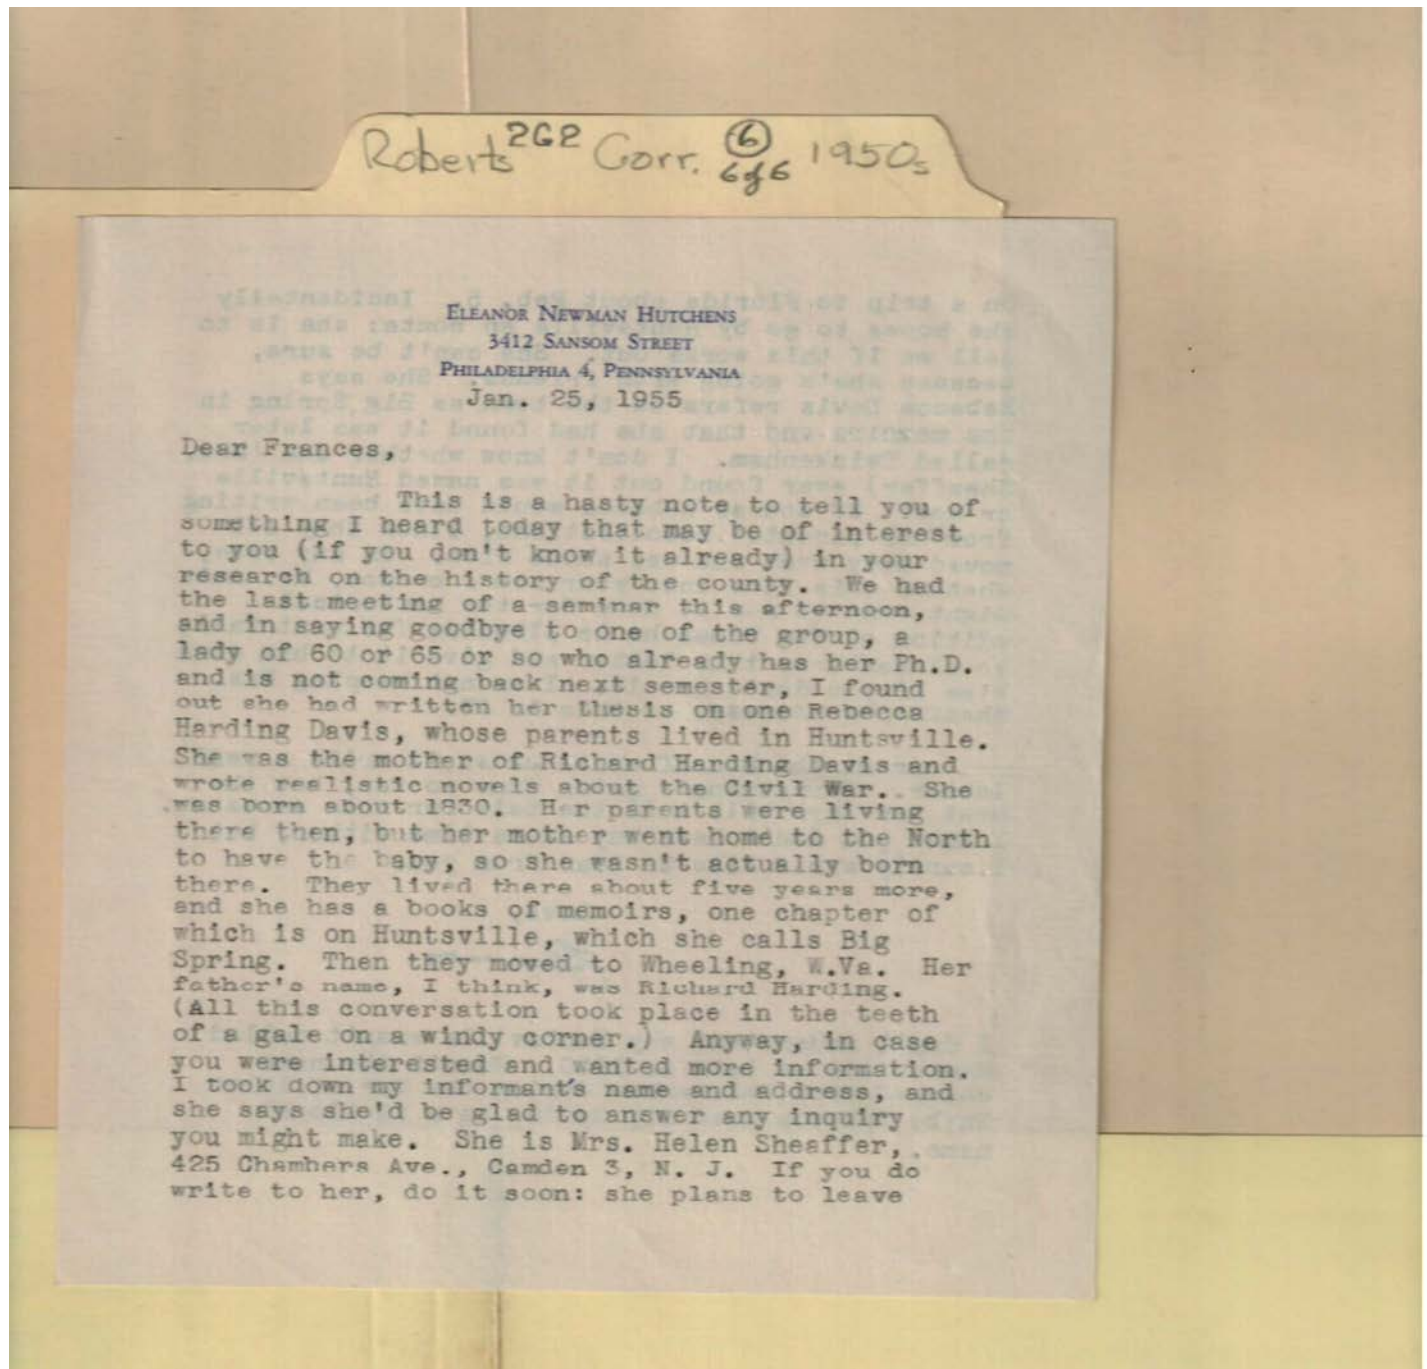 Roberts 2G2 Corr. 6 6 of 6 1950s
ELEANOR NEWMAN HUTCHENS
3412 SANSOM STREET
PHILADELPHIA 4, PENNSYLVANIA
Jan. 25, 1955
Dear Frances,
This is a hasty note to tell you of
something I heard today that may be of interest
to you (if you don't know it already) in your
research on the history of the county. We had
the last meeting of a seminar this afternoon,
and in saying goodbye to one of the group, a
lady of 60 or 65 or so who already has her Ph.D.
and is not coming back next semester, I found
out she had written her thesis on one Rebecca
Harding Davis, whose parents lived in Huntsville.
She was the mother of Richard Harding Davis and
wrote realistic novels about the Civil War. She
was born about 1830. Her parents were living
there then, but her mother went home to the North
to have the baby, so she wasn't actually born
there. They lived there about five years more,
and she has a books of memoirs, one chapter of
which is on Huntsville, which she calls Big
Spring. Then they moved to Wheeling, W.Va. Her
father's name, I think, was Richard Harding.
(All this conversation took place in the teeth
of a gale on a windy corner.) Anyway, in case
you were interested and wanted more information.
I took down my informant's name and address, and
she says she'd be glad to answer any inquiry
you might make. She is Mrs. Helen Sheaffer,
425 Chambers Ave., Camden 3, N. J. If you do
write to her, do it soon: she plans to leave